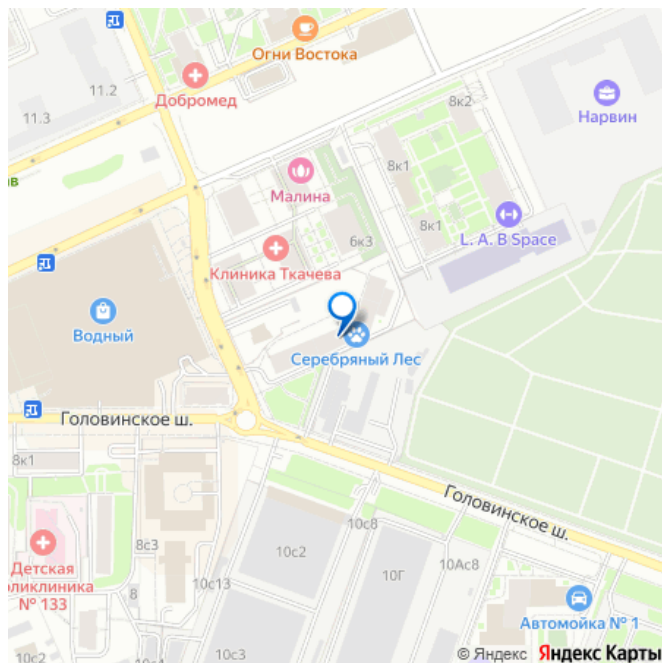 Огни Востока
11.2
Добромед
11.3
8к2
Нарвин
8к1
Малина
8к1
6к3
L. A. B Space
Клиника Ткачева
Водный
Серебряный Лес
Головинское ш.
8к1
Головинское ш.
10с8
8с3
10с2
Детская
оликлиника
№ 133
10с13
10Г
10Ас8
8
Автомойка № 1
10с2
10с3
© Яндекс Яндекс Карты